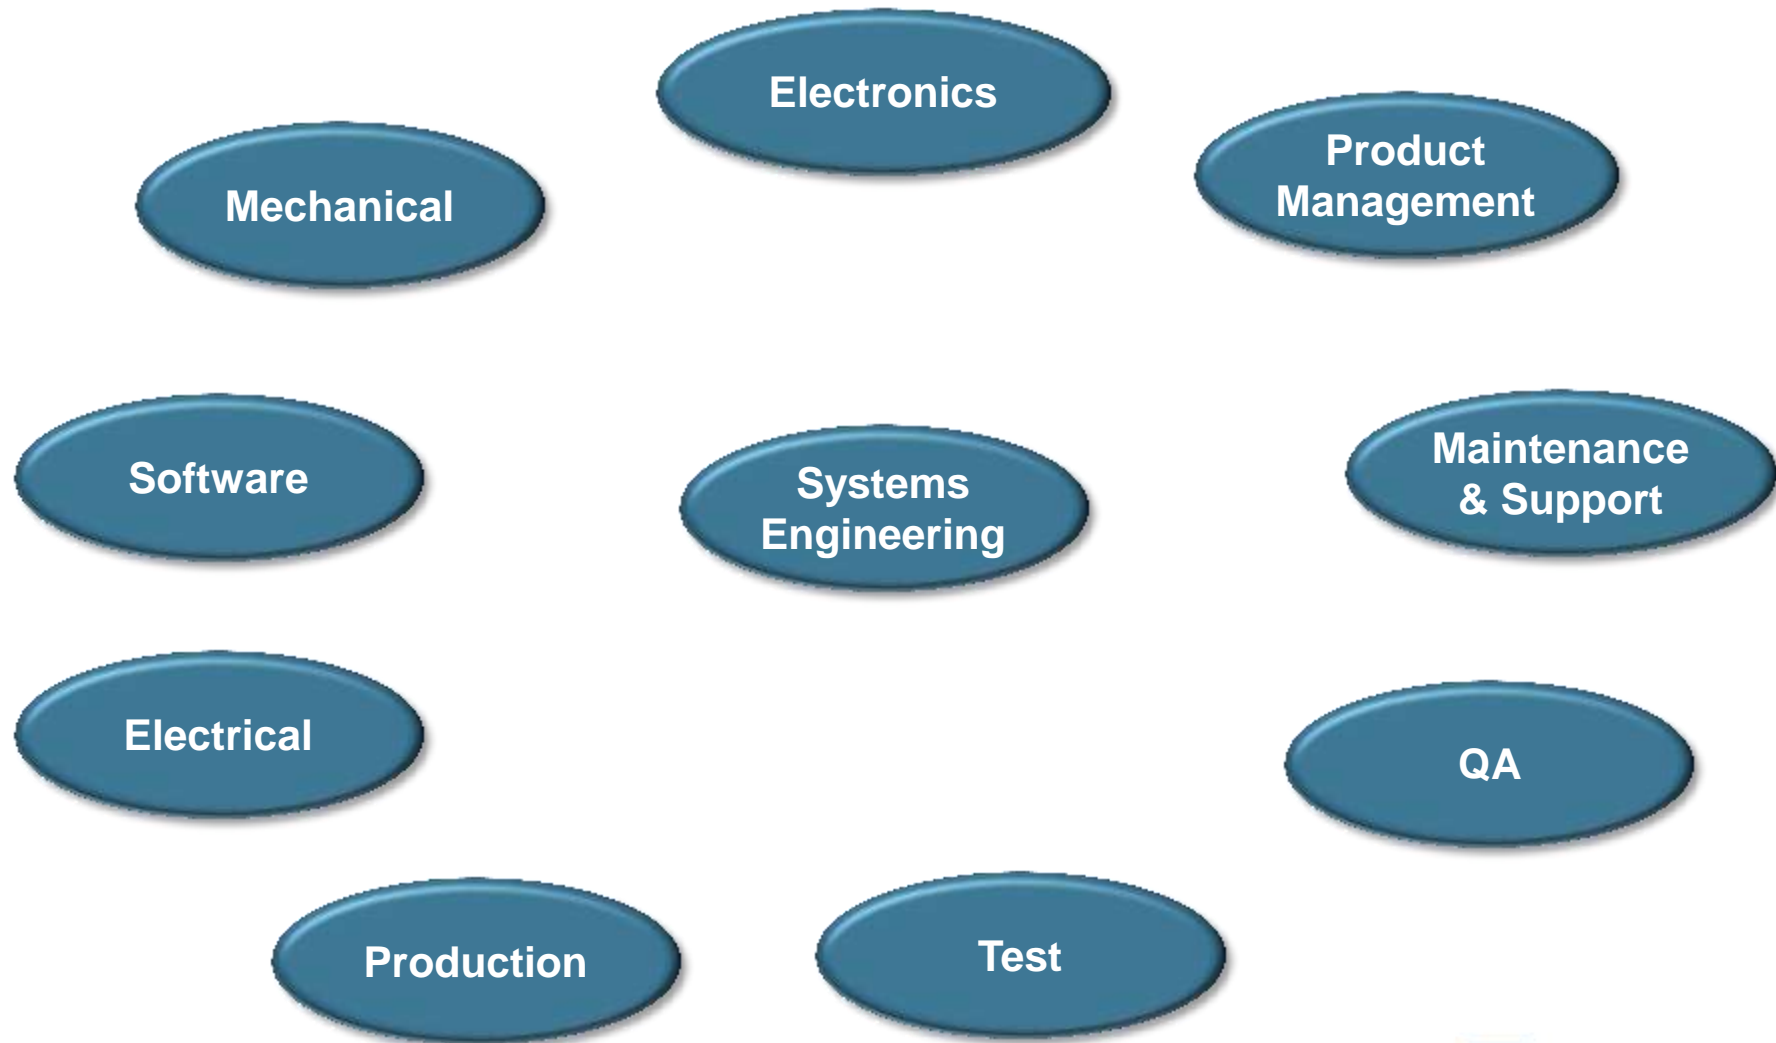 Electronics
Product
Management
Mechanical
Software
Systems
Engineering
Maintenance
& Support
Electrical
QA
Production
Test